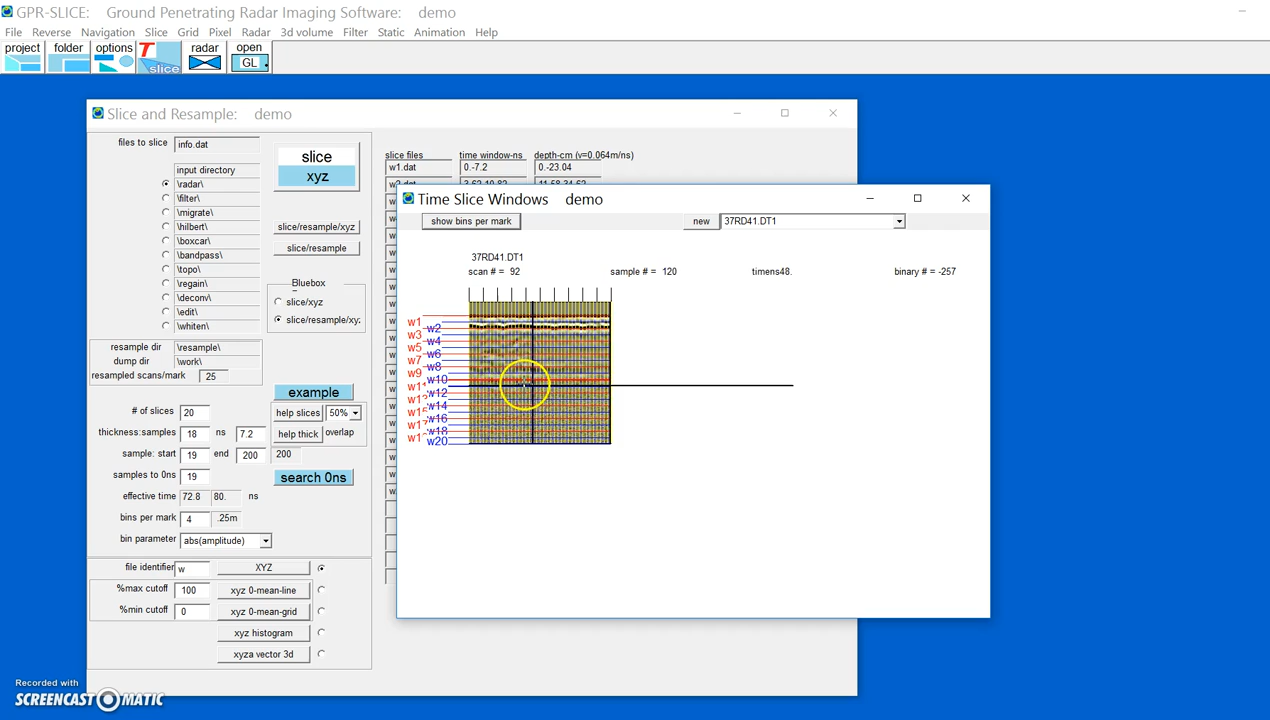 GPR-SLICE: Ground Penetrating Radar Imaging Software: demo
File Reverse Navigation Slice Grid Pixel Radar 3d volume Filter Static Animation Help
project folder options T slice radar open GL
Slice and Resample: demo
files to slice info.dat
input directory
\radar\
\filter\
\migrate\
\hilbert\
\boxcar\
\bandpass\
\topo\
\regain\
\deconv\
\edit\
\whiten\
slice
xyz
slice/resample/xyz
slice/resample
Bluebox
slice/xyz
slice/resample/xy:
resample dir \resample\
dump dir \work\
resampled scans/mark 25
example
# of slices 20 help slices 50% overlap
thickness:samples 18 ns 7.2 help thick
sample: start 19 end 200 200
samples to 0ns 19 search 0ns
effective time 72.8 80. ns
bins per mark 4 .25m
bin parameter abs(amplitude)
file identifier w XYZ
%max cutoff 100 xyz 0-mean-line
%min cutoff 0 xyz 0-mean-grid
xyz histogram
xyza vector 3d
slice files time window-ns depth-cm (v=0.064m/ns)
w1.dat 0.-7.2 0.-23.04
Time Slice Windows demo
show bins per mark new 37RD41.DT1
37RD41.DT1
scan # = 92 sample # = 120 timens48. binary # = -257
w1
w2
w3
w4
w5
w6
w7
w8
w9
w10
w12
w14
w16
w18
w20
Recorded with
SCREENCAST MATIC